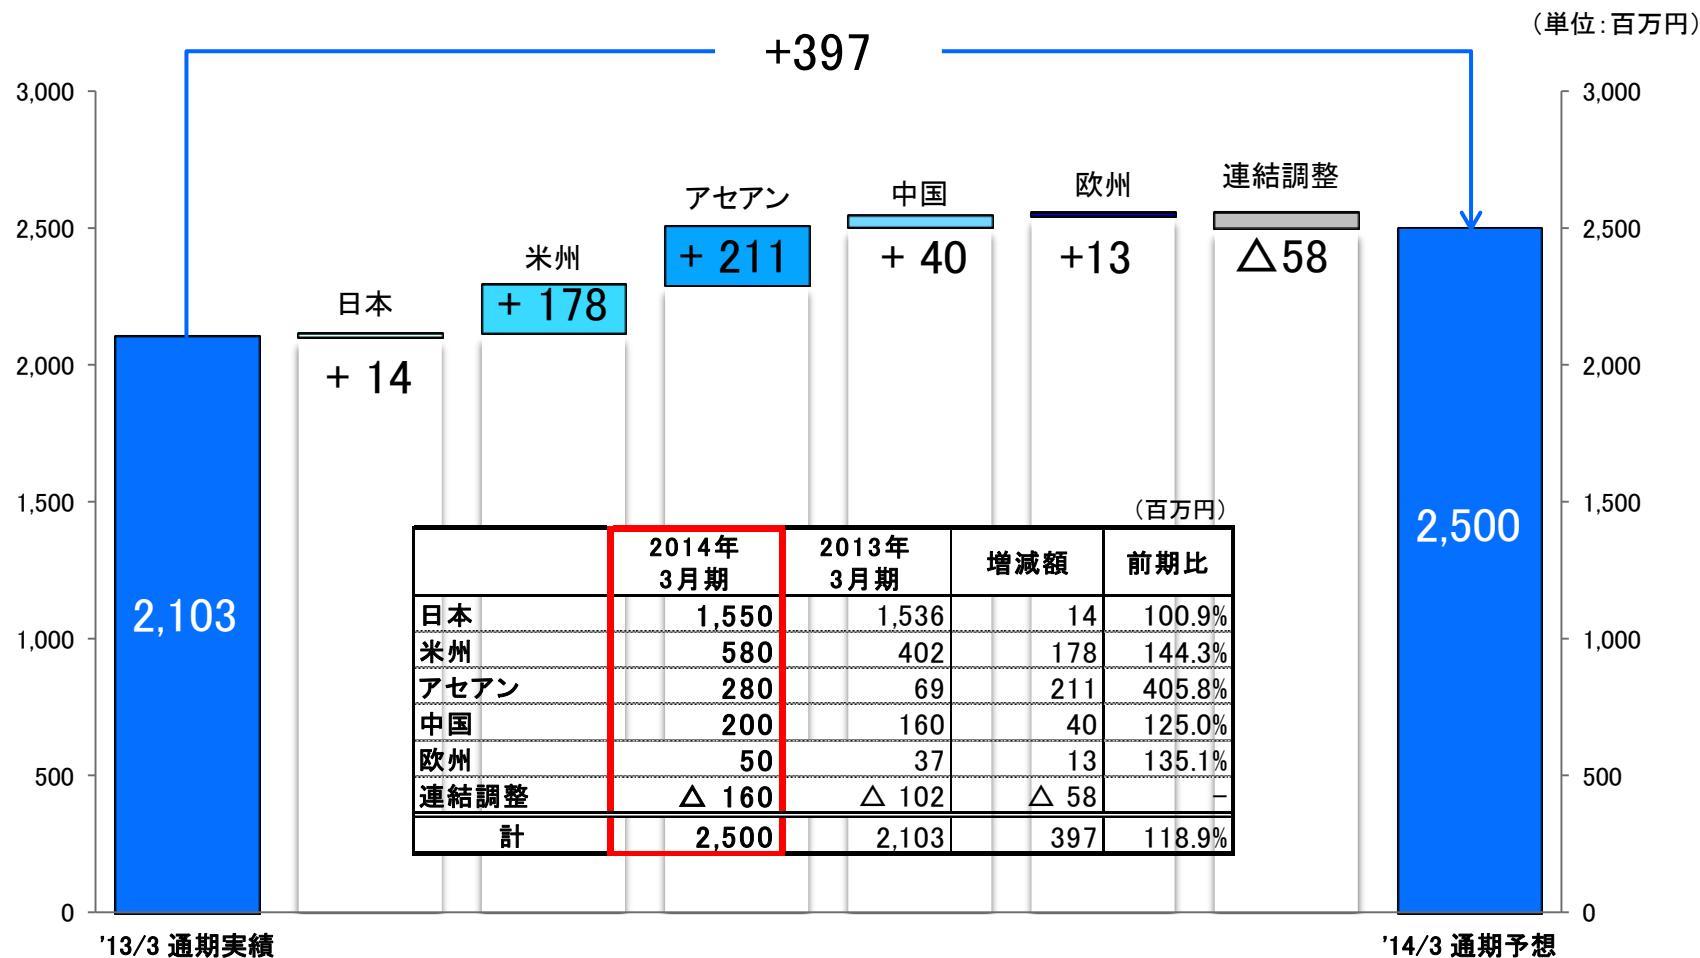 （単位：百万円）
+397
3,000
2,500
2,000
1,500
1,000
500
0
3,000
2,500
2,000
1,500
1,000
500
0
日本
+ 14
米州
+ 178
アセアン
+ 211
中国
+ 40
欧州
+13
連結調整
△58
2,103
2,500
（百万円）
2014年3月期 2013年3月期 増減額 前期比
日本 1,550 1,536 14 100.9%
米州 580 402 178 144.3%
アセアン 280 69 211 405.8%
中国 200 160 40 125.0%
欧州 50 37 13 135.1%
連結調整 △ 160 △ 102 △ 58 -
計 2,500 2,103 397 118.9%
'13/3 通期実績
'14/3 通期予想